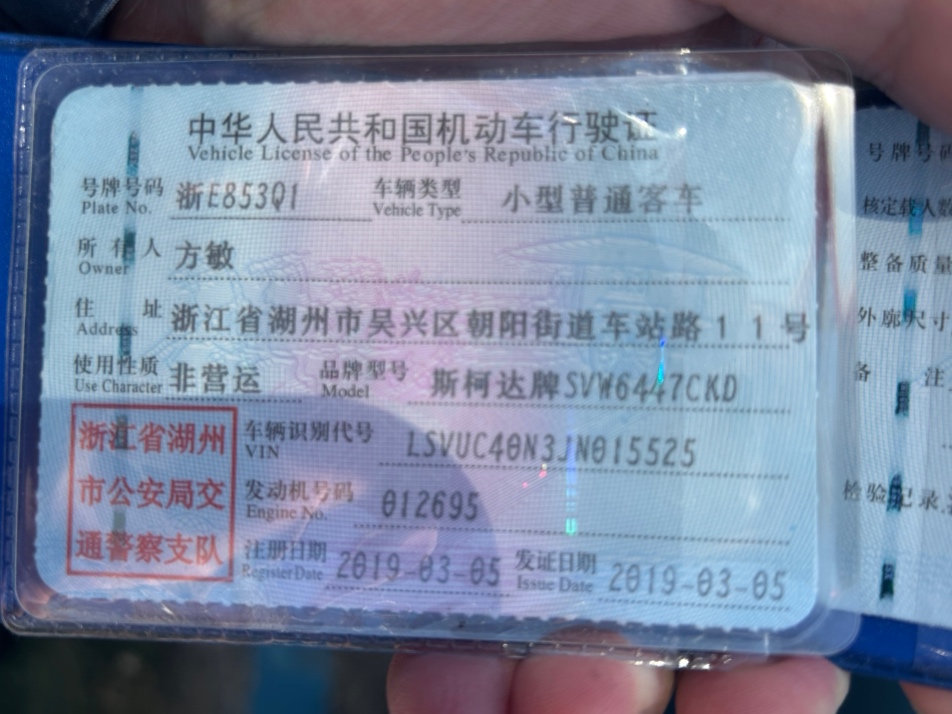 中华人民共和国机动车行驶证
Vehicle License of the People's Republic of China
号牌号码 浙E853Q1 车辆类型 小型普通客车
Plate No. Vehicle Type
所有人 方敏
Owner
住址 浙江省湖州市吴兴区朝阳街道车站路11号
Address
使用性质 非营运 品牌型号 斯柯达牌SVW6447CKD
Use Character Model
浙江省湖州
市公安局交
通警察支队
车辆识别代号 LSVUC40N3JN015525
VIN
发动机号码 012695
Engine No.
注册日期 2019-03-05 发证日期 2019-03-05
Register Date Issue Date
号牌号码
核定载人数
整备质量
外廓尺寸
备注
检验记录